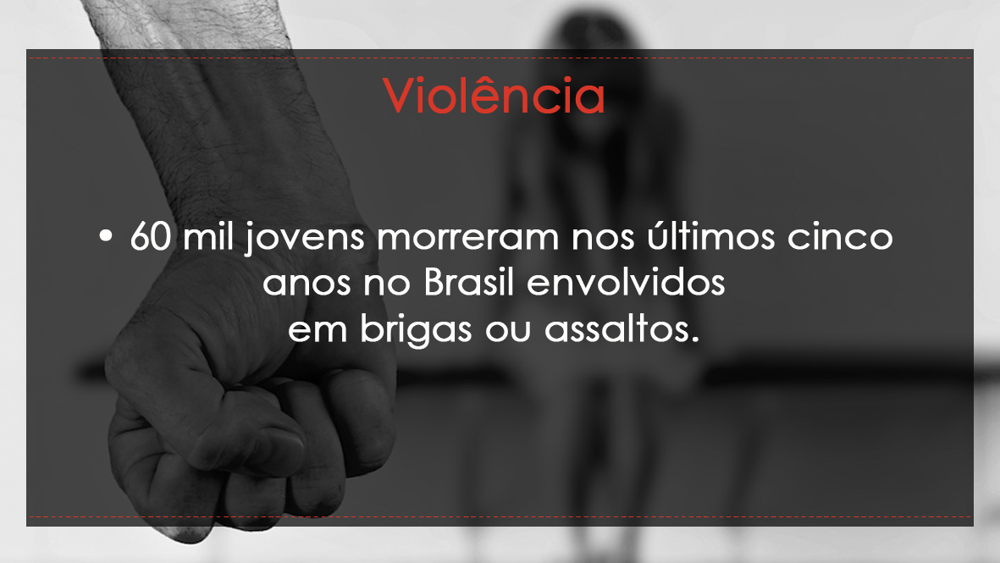 Violência
• 60 mil jovens morreram nos últimos cinco
anos no Brasil envolvidos
em brigas ou assaltos.